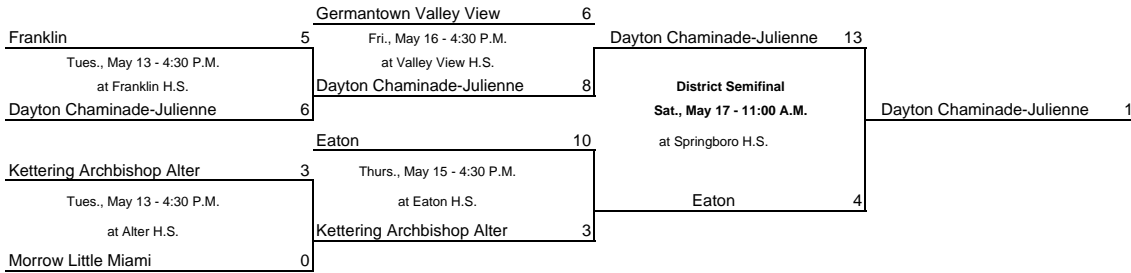 Germantown Valley View 6
Franklin 5
Fri., May 16 - 4:30 P.M.
Dayton Chaminade-Julienne 13
Tues., May 13 - 4:30 P.M.
at Valley View H.S.
at Franklin H.S.
Dayton Chaminade-Julienne 8
District Semifinal
Dayton Chaminade-Julienne 6
Sat., May 17 - 11:00 A.M.
Dayton Chaminade-Julienne 1
Eaton 10
at Springboro H.S.
Kettering Archbishop Alter 3
Thurs., May 15 - 4:30 P.M.
Tues., May 13 - 4:30 P.M.
at Eaton H.S.
Eaton 4
at Alter H.S.
Kettering Archbishop Alter 3
Morrow Little Miami 0